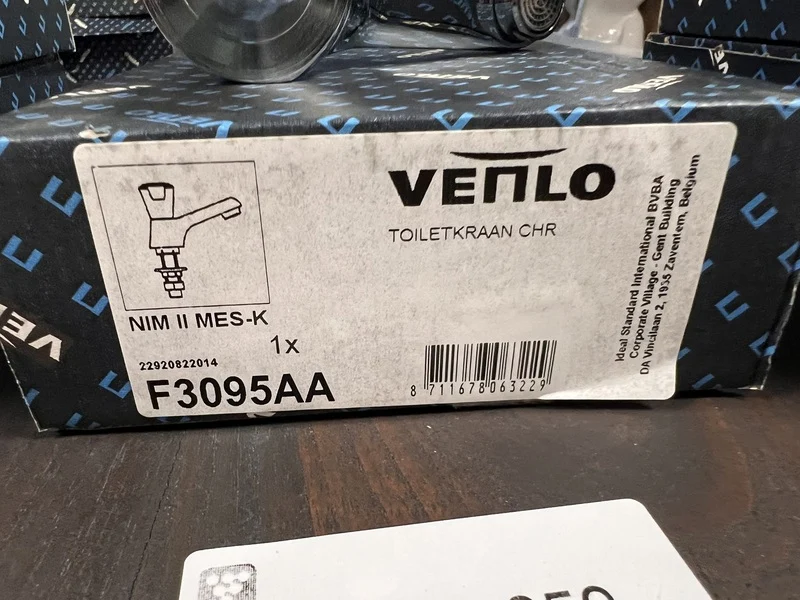 VENLO
TOILETKRAAN CHR
NIM II MES-K
1x
22920822014
F3095AA
8 711678 063229
Ideal Standard International BVBA
Corporate Village - Gent Building
DA Vincilaan 2, 1935 Zaventem, Belgium